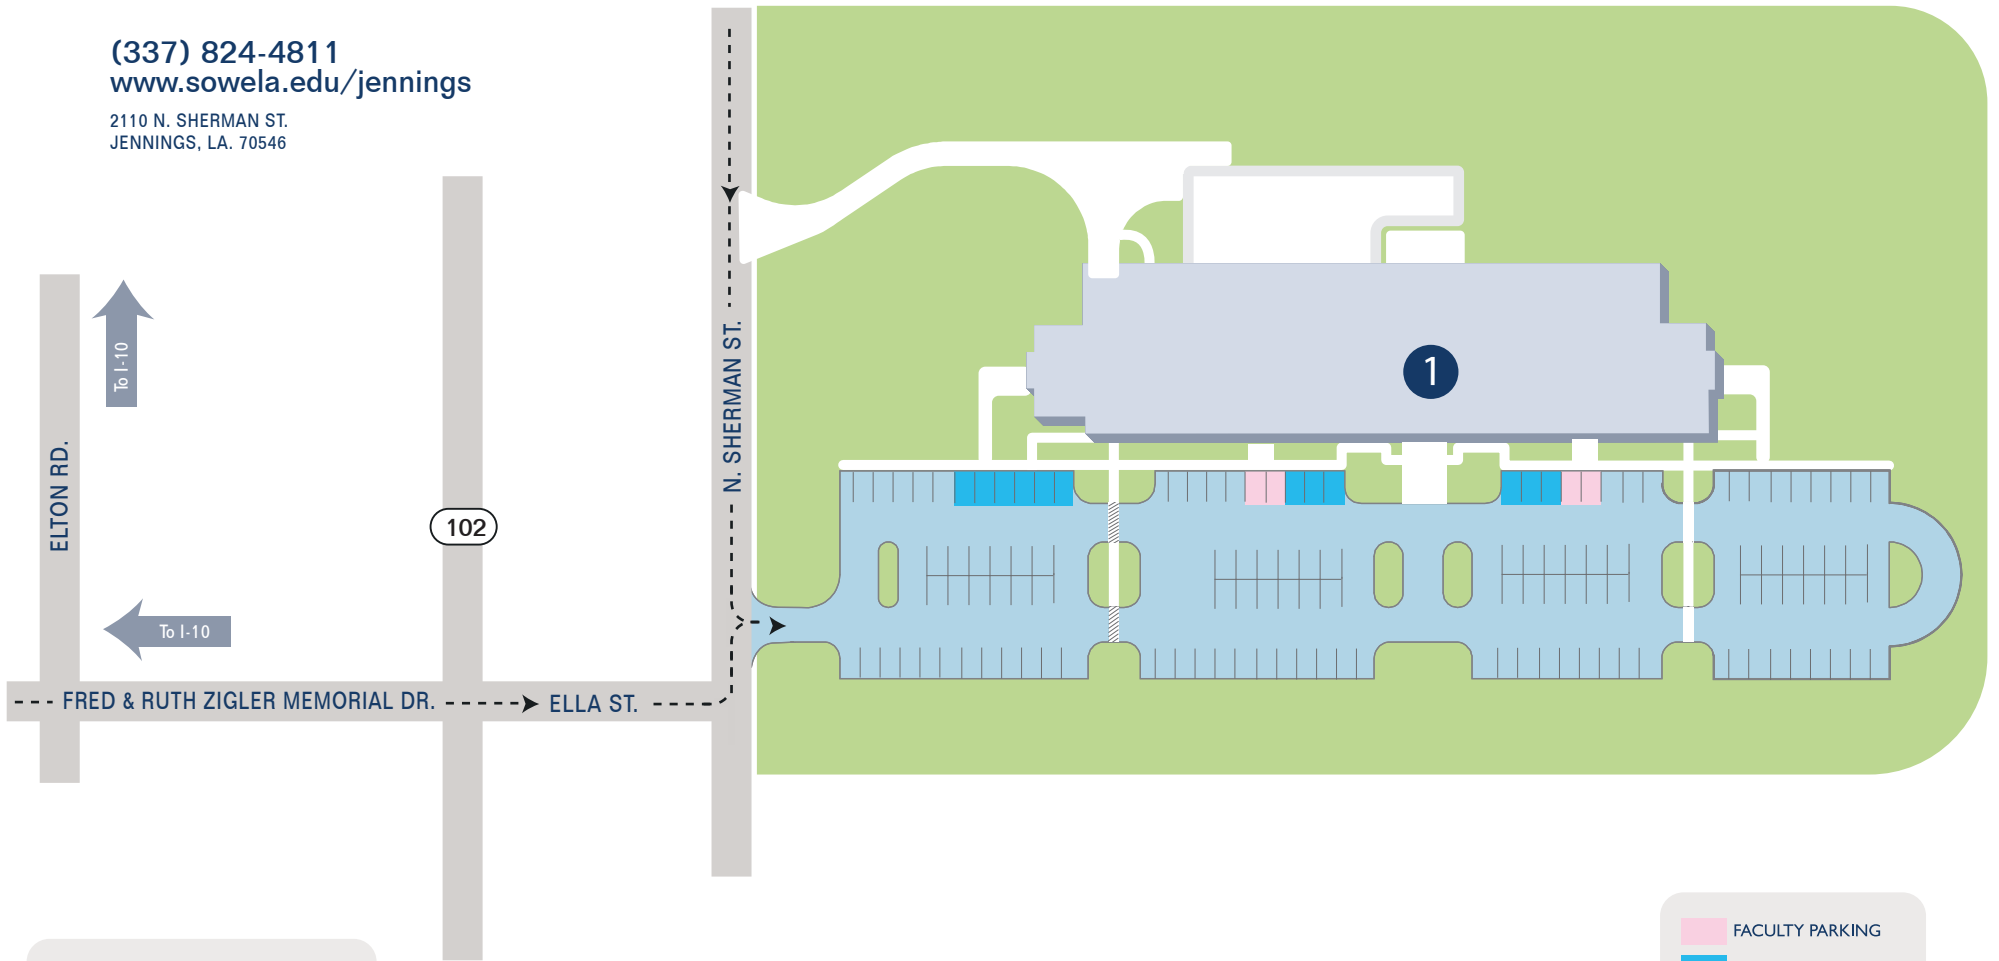 (337) 824-4811
www.sowela.edu/jennings
2110 N. SHERMAN ST.
JENNINGS, LA. 70546
To I-10
N. SHERMAN ST.
1
ELTON RD.
102
To I-10
FRED & RUTH ZIGLER MEMORIAL DR.
ELLA ST.
FACULTY PARKING